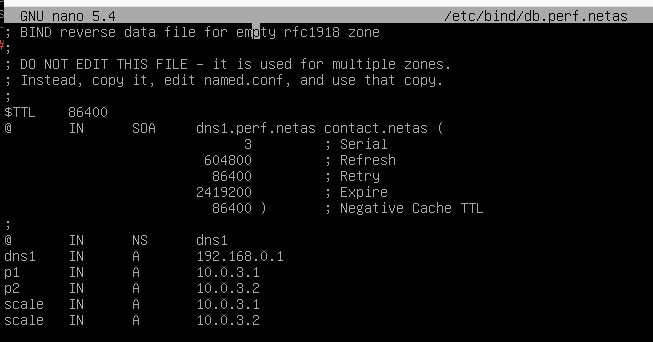 GNU nano 5.4 /etc/bind/db.perf.netas
; BIND reverse data file for empty rfc1918 zone
;
; DO NOT EDIT THIS FILE - it is used for multiple zones.
; Instead, copy it, edit named.conf, and use that copy.
;
$TTL 86400
@ IN SOA dns1.perf.netas contact.netas (
3 ; Serial
604800 ; Refresh
86400 ; Retry
2419200 ; Expire
86400 ) ; Negative Cache TTL
;
@ IN NS dns1
dns1 IN A 192.168.0.1
p1 IN A 10.0.3.1
p2 IN A 10.0.3.2
scale IN A 10.0.3.1
scale IN A 10.0.3.2